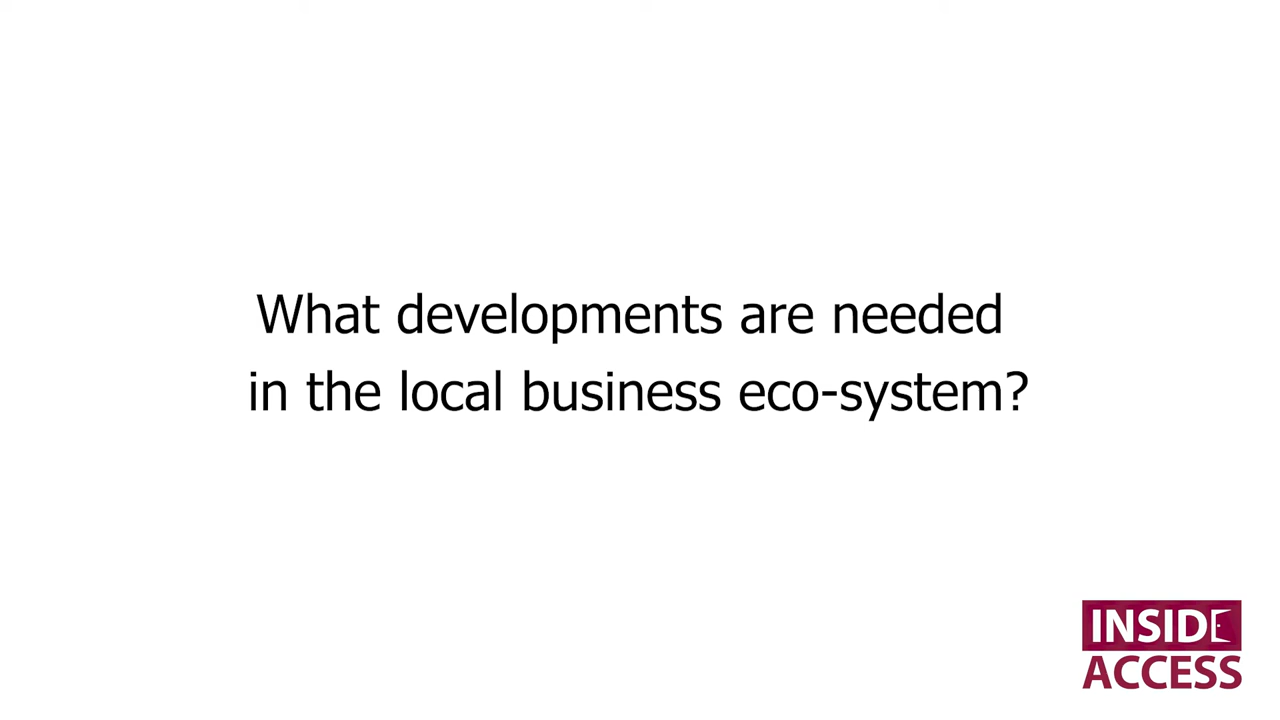 What developments are needed
in the local business eco-system?
INSIDE
ACCESS